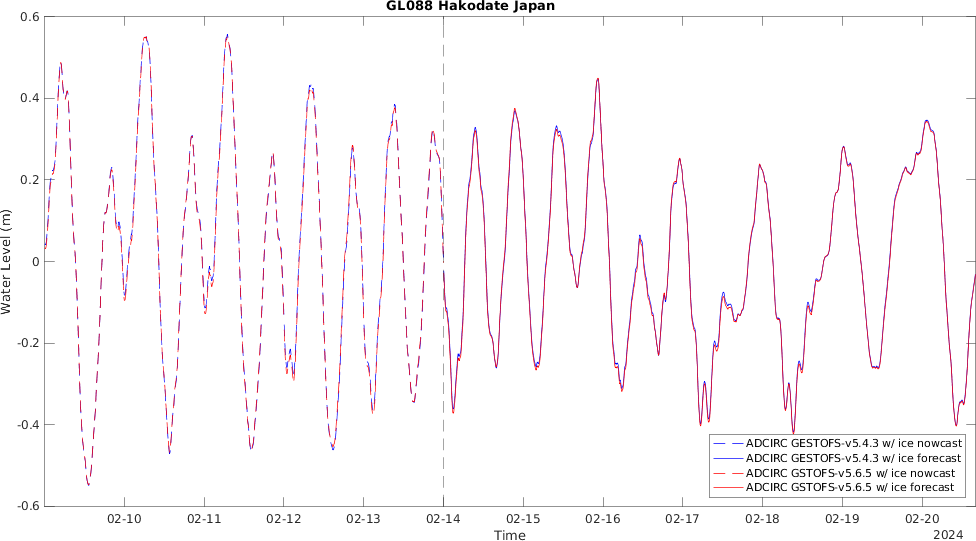 GL088 Hakodate Japan
0.6
0.4
0.2
0
-0.2
-0.4
-0.6
Water Level (m)
02-10 02-11 02-12 02-13 02-14 02-15 02-16 02-17 02-18 02-19 02-20
Time
2024
ADCIRC GESTOFS-v5.4.3 w/ ice nowcast
ADCIRC GESTOFS-v5.4.3 w/ ice forecast
ADCIRC GSTOFS-v5.6.5 w/ ice nowcast
ADCIRC GSTOFS-v5.6.5 w/ ice forecast